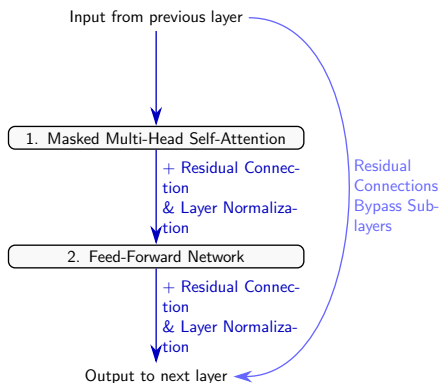 Input from previous layer
1. Masked Multi-Head Self-Attention
+ Residual Connec-
tion
& Layer Normaliza-
tion
Residual
Connections
Bypass Sub-
layers
2. Feed-Forward Network
+ Residual Connec-
tion
& Layer Normaliza-
tion
Output to next layer